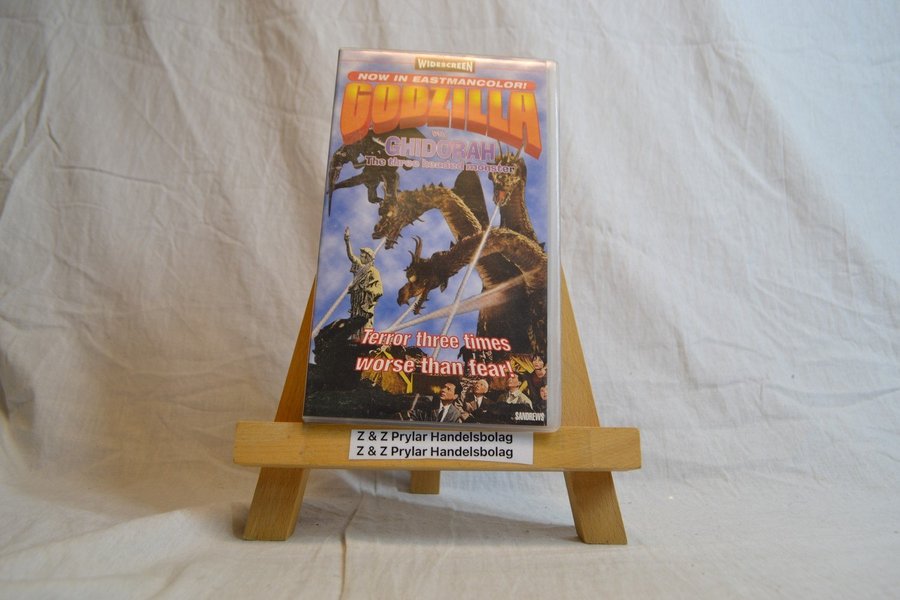 WIDESCREEN
NOW IN EASTMANCOLOR!
GODZILLA
GHIDORAH
The three headed monster
Terror three times
worse than fear!
SANDREWS
Z & Z Prylar Handelsbolag
Z & Z Prylar Handelsbolag